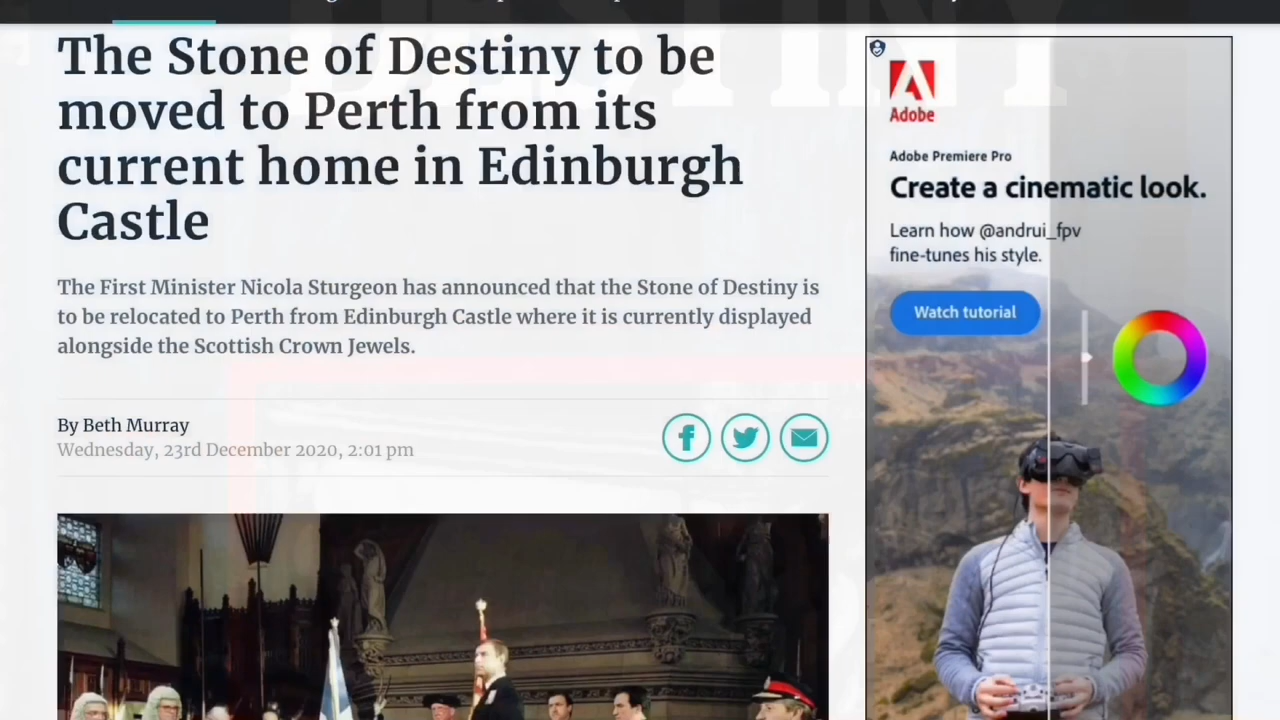 The Stone of Destiny to be
moved to Perth from its
current home in Edinburgh
Castle
The First Minister Nicola Sturgeon has announced that the Stone of Destiny is
to be relocated to Perth from Edinburgh Castle where it is currently displayed
alongside the Scottish Crown Jewels.
By Beth Murray
Wednesday, 23rd December 2020, 2:01 pm
Adobe
Adobe Premiere Pro
Create a cinematic look.
Learn how @andrui_fpv
fine-tunes his style.
Watch tutorial
DESTINY